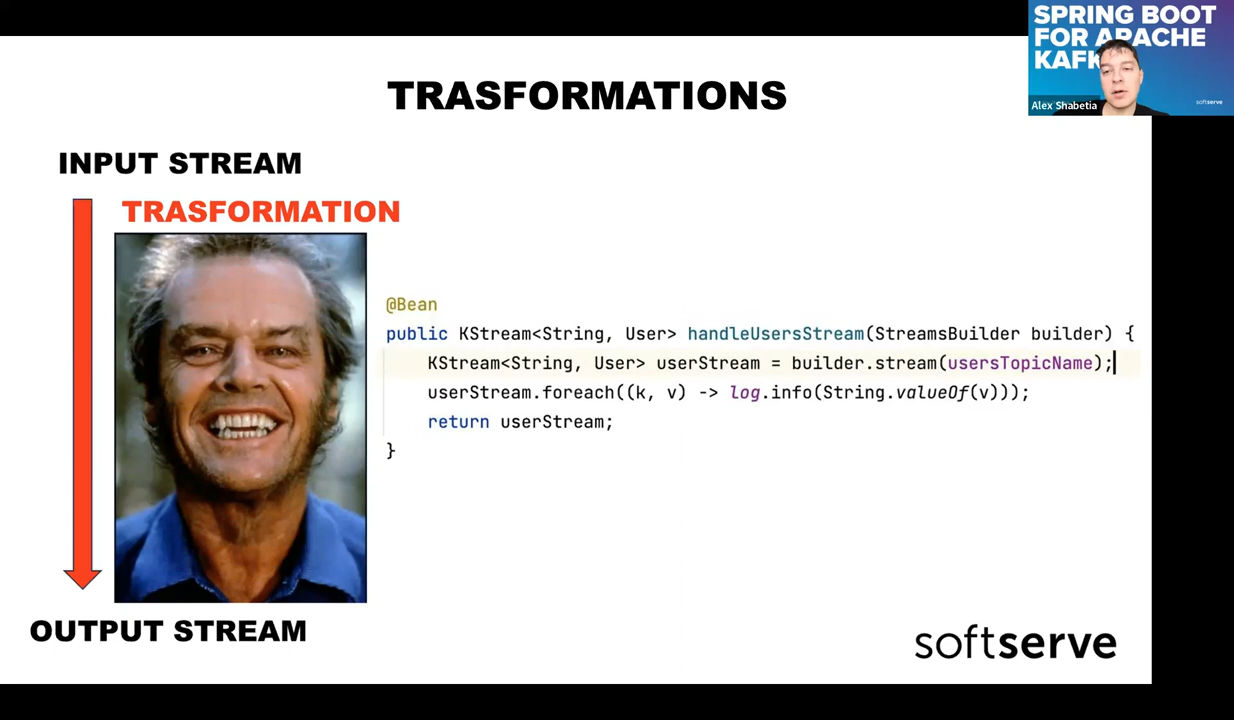 SPRING BOOT
FOR APACHE
KAFK
Alex Shabetia
softserve
TRASFORMATIONS
INPUT STREAM
TRASFORMATION
@Bean
public KStream<String, User> handleUsersStream(StreamsBuilder builder) {
KStream<String, User> userStream = builder.stream(usersTopicName);
userStream.foreach((k, v) -> log.info(String.valueOf(v)));
return userStream;
}
OUTPUT STREAM
softserve